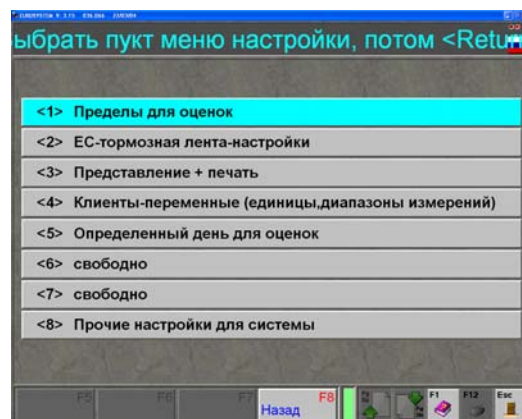 ыбрать пукт меню настройки, потом <Retu
<1> Пределы для оценок
<2> ЕС-тормозная лента-настройки
<3> Представление + печать
<4> Клиенты-переменные (единицы,диапазоны измерений)
<5> Определенный день для оценок
<6> свободно
<7> свободно
<8> Прочие настройки для системы
F5 F6 F7 F8 F1 F12 Esc
Назад